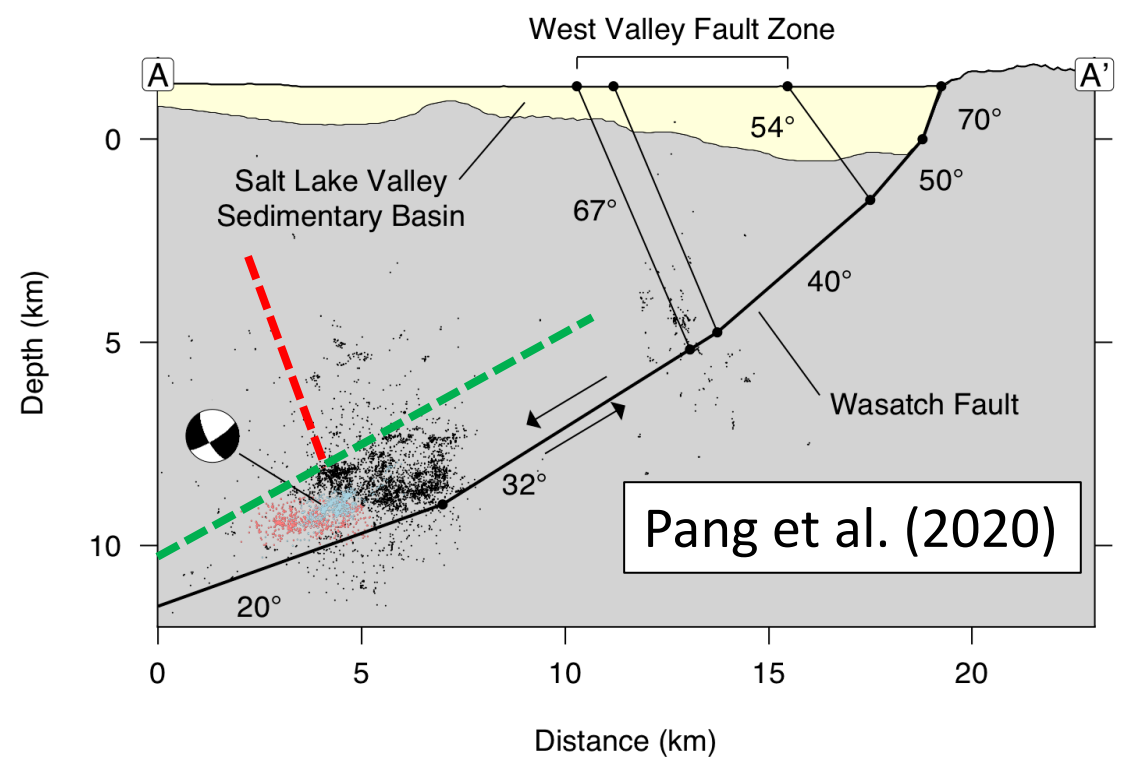 West Valley Fault Zone
A
A’
0
70°
54°
50°
Salt Lake Valley
Sedimentary Basin
67°
40°
5
Depth (km)
Wasatch Fault
32°
Pang et al. (2020)
10
20°
0
5
10
15
20
Distance (km)